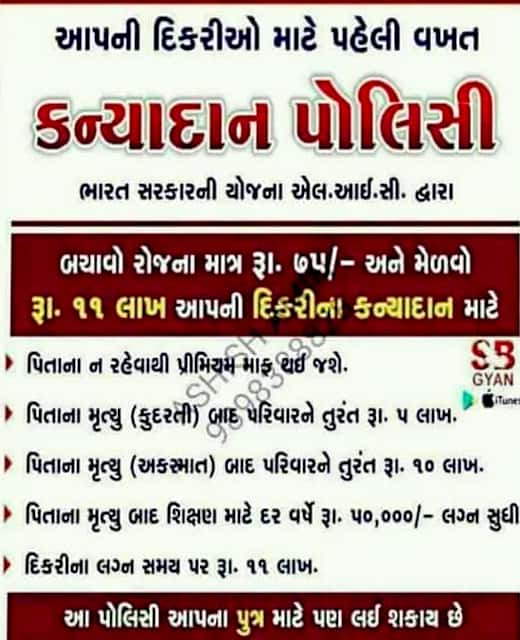 આપની દિકરીઓ માટે પહેલી વખત
કન્યાદાન પોલિસી
ભારત સરકારની યોજના એલ.આઈ.સી. દ્વારા
બચાવો રોજના માત્ર રૂા. ૭૫/- અને મેળવો
રૂા. ૧૧ લાખ આપની દિકરીના કન્યાદાન માટે
પિતાના ન રહેવાથી પ્રીમિયમ માફ થઈ જશે.
SB
GYAN
iTunes
પિતાના મૃત્યુ (કુદરતી) બાદ પરિવારને તુરંત રૂા. ૫ લાખ.
પિતાના મૃત્યુ (અકસ્માત) બાદ પરિવારને તુરંત રૂા. ૧૦ લાખ.
પિતાના મૃત્યુ બાદ શિક્ષણ માટે દર વર્ષે રૂા. ૫૦,૦૦૦/- લગ્ન સુધી
દિકરીના લગ્ન સમય પર રૂા. ૧૧ લાખ.
આ પોલિસી આપના પુત્ર માટે પણ લઈ શકાય છે